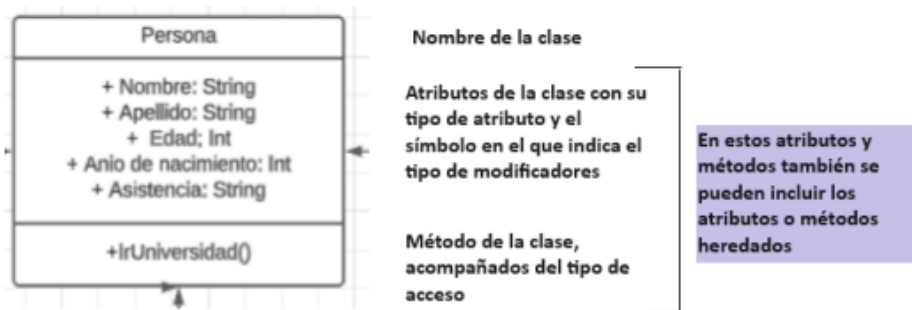 Persona
+ Nombre: String
+ Apellido: String
+ Edad; Int
+ Anio de nacimiento: Int
+ Asistencia: String
+IrUniversidad()
Nombre de la clase
Atributos de la clase con su
tipo de atributo y el
símbolo en el que indica el
tipo de modificadores
Método de la clase,
acompañados del tipo de
acceso
En estos atributos y
métodos también se
pueden incluir los
atributos o métodos
heredados